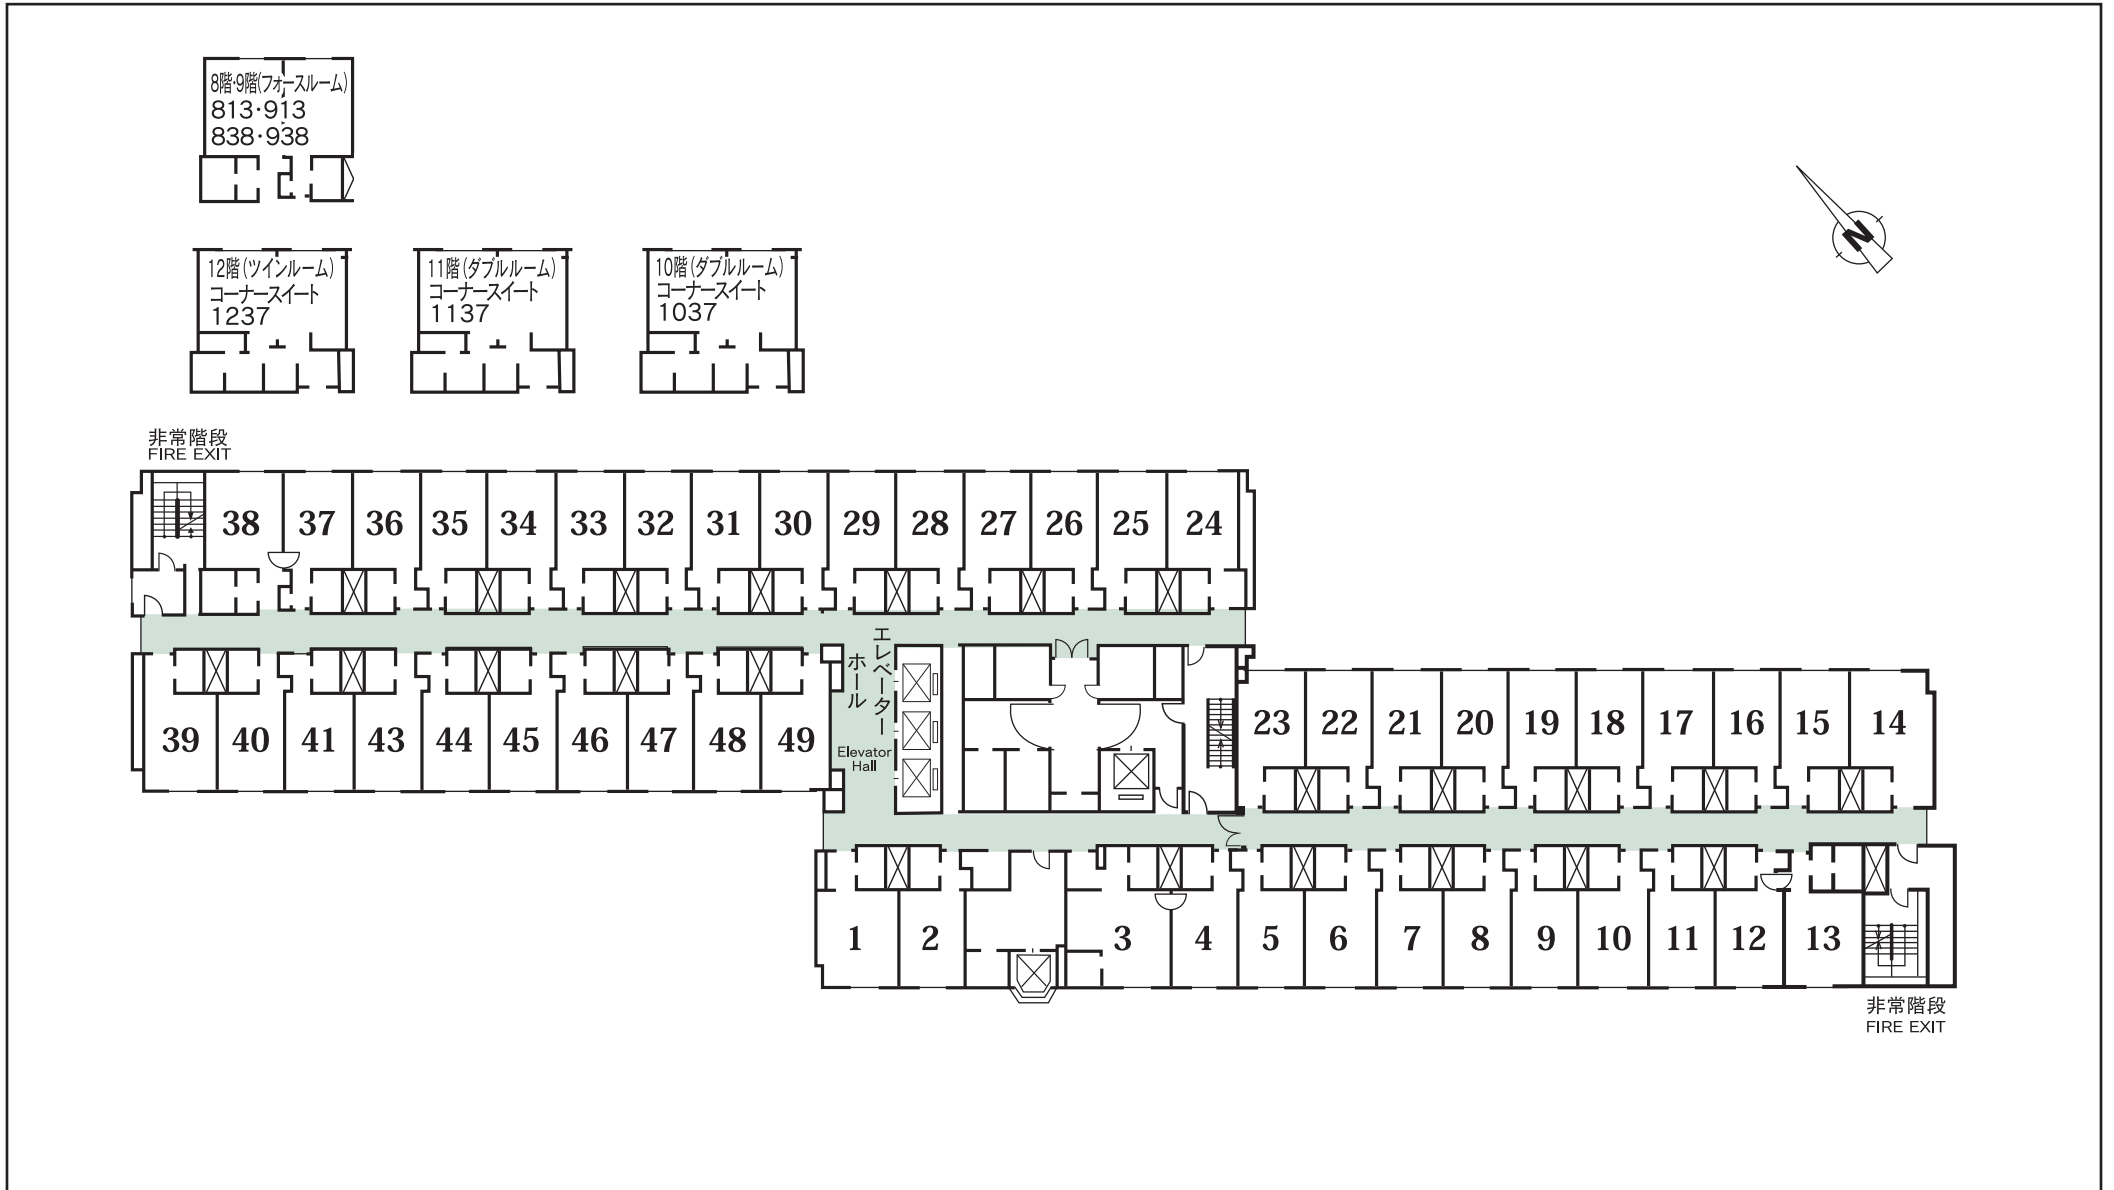 8階・9階(フォースルーム)
813・913
838・938
N
12階(ツインルーム)
コーナースイート
1237
11階(ダブルルーム)
コーナースイート
1137
10階(ダブルルーム)
コーナースイート
1037
非常階段
FIRE EXIT
38 37 36 35 34 33 32 31 30 29 28 27 26 25 24
エレベーター
ホール
Elevator
Hall
39 40 41 43 44 45 46 47 48 49
23 22 21 20 19 18 17 16 15 14
1 2 3 4 5 6 7 8 9 10 11 12 13
非常階段
FIRE EXIT